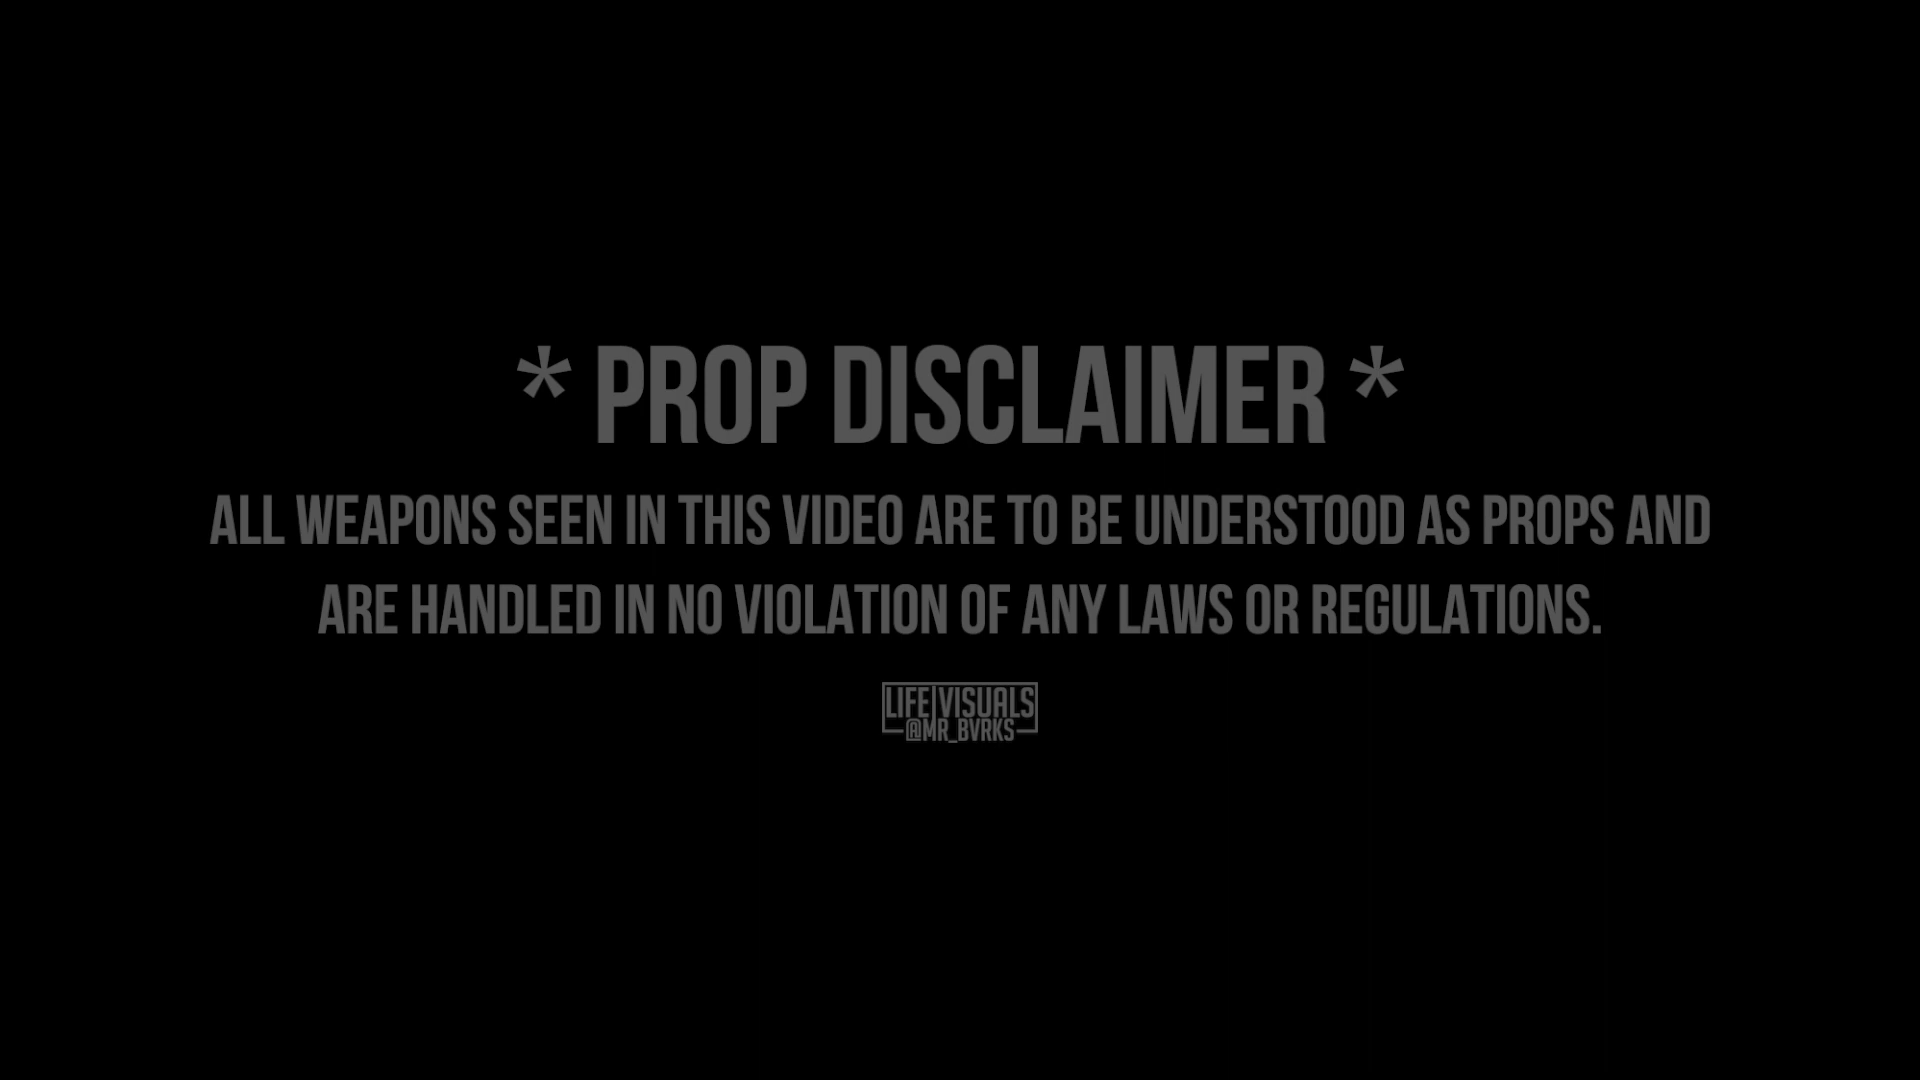 * PROP DISCLAIMER *
ALL WEAPONS SEEN IN THIS VIDEO ARE TO BE UNDERSTOOD AS PROPS AND
ARE HANDLED IN NO VIOLATION OF ANY LAWS OR REGULATIONS.
LIFE|VISUALS
@MR_BVRKS